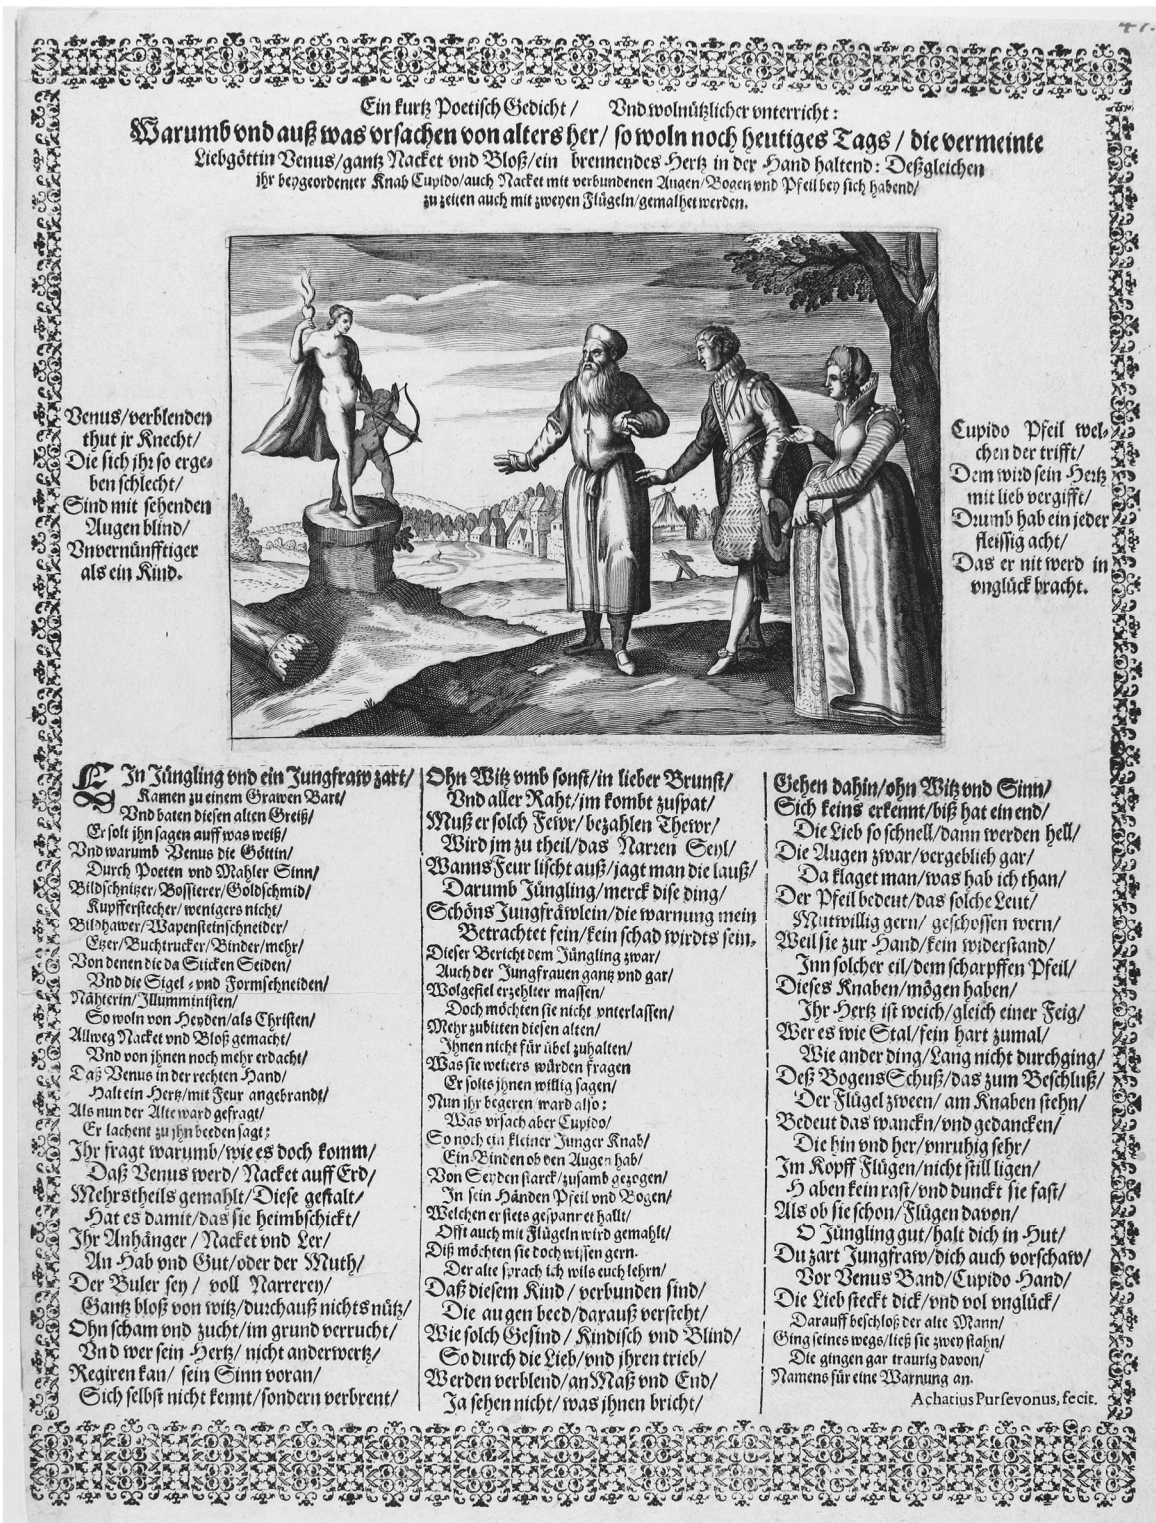 47.
Ein kurtz Poetisch Gedicht/ Vnd wolnützlicher vnterricht:
Warumb vnd auß was vrsachen von alters her/ so woln noch heutiges Tags/ die vermeinte
Liebgöttin Venus/gantz Nacket vnd Bloß/ein brennendes Hertz in der Hand haltend: Deßgleichen
ihr beygeordenter Knab Cupido/auch Nacket mit verbundenen Augen/Bogen vnd Pfeil bey sich habend/
zu zeiten auch mit zweyen Flügeln/gemalhet werden.
Venus/verblenden
thut jr Knecht/
Die sich jhr so erge-
ben schlecht/
Sind mit sehenden
Augen blind/
Vnvernünfftiger
als ein Kind.
Cupido Pfeil wel-
chen der trifft/
Dem wird sein Hertz
mit lieb vergifft/
Drumb hab ein jeder
fleissig acht/
Das er nit werd in
vnglück bracht.
EIn Jüngling vnd ein Jungfraw zart/
Kamen zu einem Grawen Bart/
Vnd baten diesen alten Greiß/
Er solt jhn sagen auff was weiß/
Vnd warumb Venus die Göttin/
Durch Poeten vnd Mahler Sinn/
Bildschnitzer/Bossierer/Goldschmid/
Kupfferstecher/wenigers nicht/
Bildhawer/Wapensteinschneider/
Etzer/Buchtrucker/Binder/mehr/
Von denen die da Sticken Seiden/
Vnd die Sigel- vnd Formschneiden/
Nähterin/Illumministen/
So woln von Heyden/als Christen/
Allweg Nacket vnd Bloß gemacht/
Vnd von jhnen noch mehr erdacht/
Daß Venus in der rechten Hand/
Halt ein Hertz/mit Feur angebrandt/
Als nun der Alte ward gefragt/
Er lachent zu jhn beeden sagt:
Ihr fragt warumb/wie es doch komm/
Daß Venus werd/Nacket auff Erd/
Mehrstheils gemahlt/Diese gestalt/
Hat es damit/das sie heimbschickt/
Ihr Anhänger/Nacket vnd Ler/
An Hab vnd Gut/oder der Muth/
Der Buler sey/ voll Narrerey/
Gantz bloß von witz/durchauß nichts nütz/
Ohn scham vnd zucht/im grund verrucht/
Vnd wer sein Hertz/nicht anderwertz/
Regiren kan/ sein Sinn voran/
Sich selbst nicht kennt/sondern verbrent/
Ohn Witz vmb sonst/in lieber Brunst/
Vnd aller Raht/jm kombt zuspat/
Muß er solch Fewr/bezahlen Thewr/
Wird jm zu theil/das Narren Seyl/
Wanns Feur lischt auß/jagt man die lauß/
Darumb Jüngling/merck dise ding/
Schöns Jungfräwlein/die warnung mein
Betrachtet fein/kein schad wirdts sein.
Dieser Bericht dem Jüngling zwar/
Auch der Jungfrauen gantz vnd gar/
Wolgefiel erzehlter massen/
Doch möchten sie nicht vnterlassen/
Mehr zubitten diesen alten/
Ihnen nicht für übel zuhalten/
Was sie weiters würden fragen
Er solts jhnen willig sagen/
Nun jhr begeren ward also:
Was vrsach aber Cupido/
So noch ein kleiner Junger Knab/
Ein Binden ob den Augen hab/
Von Seyden starck/zusamb gezogen/
In sein Händen Pfeil vnd Bogen/
Welchen er stets gespannet hallt/
Offt auch mit Flügeln wird gemahlt/
Diß möchten sie doch wissen gern.
Der alte sprach ich wils euch lehrn/
Daß diesem Kind/ verbunden sind/
Die augen beed/darauß versteht/
Wie solch Gesind/ Kindisch vnd Blind/
So durch die Lieb/vnd jhren trieb/
Werden verblend/an Maß vnd End/
Ja sehen nicht/was jhnen bricht/
Gehen dahin/ohn Witz vnd Sinn/
Sich keins erkennt/biß hat ein end/
Die Lieb so schnell/dann werden hell/
Die Augen zwar/vergeblich gar/
Da klaget man/was hab ich than/
Der Pfeil bedeut/das solche Leut/
Mutwillig gern/ geschossen wern/
Weil sie zur Hand/kein widerstand/
Inn solcher eil/dem scharpffen Pfeil/
Dieses Knaben/mögen haben/
Ihr Hertz ist weich/gleich einer Feig/
Wer es wie Stal/fein hart zumal/
Wie ander ding/Lang nicht durchging/
Deß Bogens Schuß/das zum Beschluß/
Der Flügel zween/ am Knaben stehn/
Bedeut das wanckn/vnd gedancken/
Die hin vnd her/vnruhig sehr/
Im Kopff Flügen/nicht still ligen/
Haben kein rast/vnd dunckt sie fast/
Als ob sie schon/Flügen davon/
O Jüngling gut/halt dich in Hut/
Du zart Jungfraw/dich auch vorschaw/
Vor Venus Band/Cupido Hand/
Die Lieb steckt dick/vnd vol vnglück/
Darauff beschloß der alte Mann/
Ging seines wegs/ließ sie zwey stahn/
Die gingen gar traurig davon/
Namens für eine Warnung an.
Achatius Pursevonus, fecit.